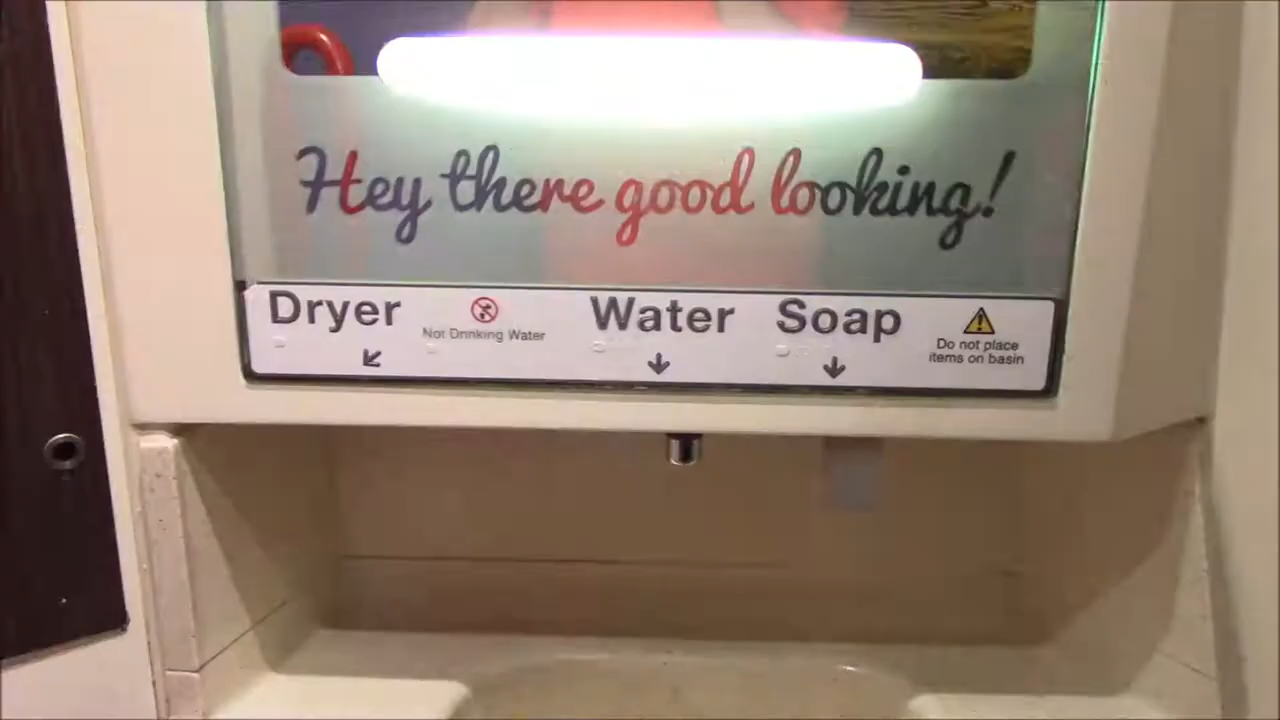 Hey there good looking!
Dryer
Not Drinking Water
Water
Soap
Do not place
items on basin